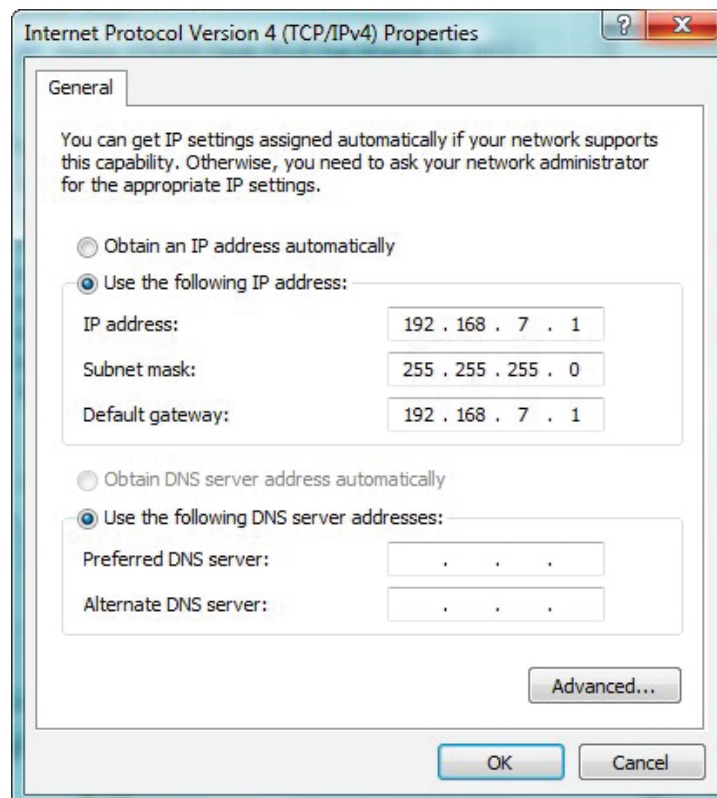 Internet Protocol Version 4 (TCP/IPv4) Properties
? X
General
You can get IP settings assigned automatically if your network supports
this capability. Otherwise, you need to ask your network administrator
for the appropriate IP settings.
Obtain an IP address automatically
Use the following IP address:
IP address: 192 . 168 . 7 . 1
Subnet mask: 255 . 255 . 255 . 0
Default gateway: 192 . 168 . 7 . 1
Obtain DNS server address automatically
Use the following DNS server addresses:
Preferred DNS server: . . .
Alternate DNS server: . . .
Advanced...
OK Cancel